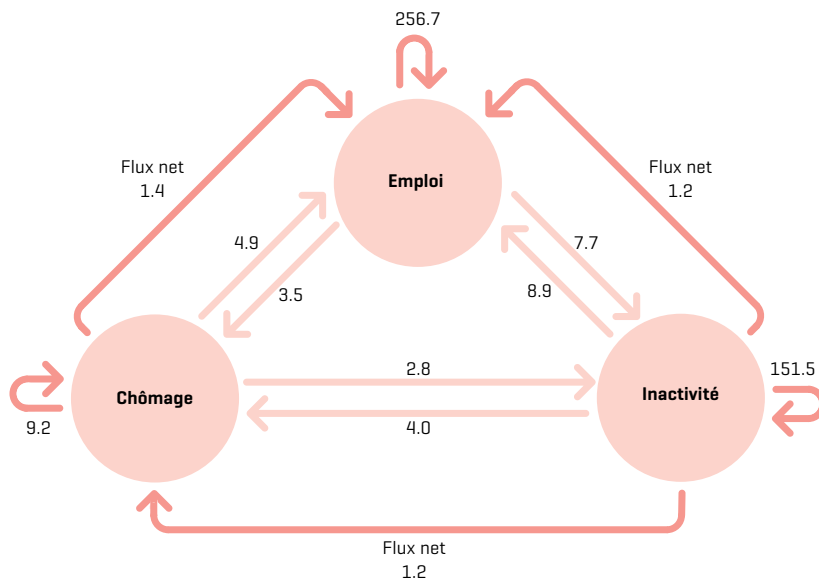 256.7
Emploi
Flux net
1.4
Flux net
1.2
4.9
3.5
7.7
8.9
Chômage
9.2
2.8
4.0
Inactivité
151.5
Flux net
1.2